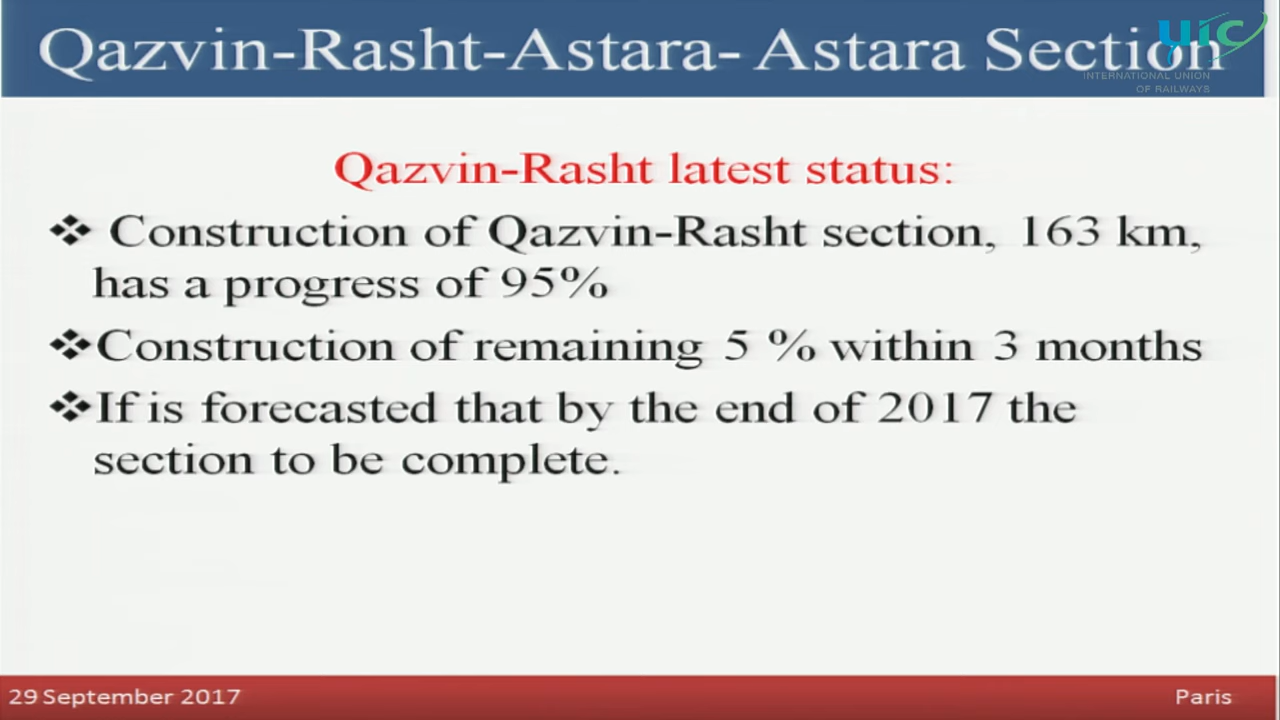 Qazvin-Rasht-Astara- Astara Section
uic
INTERNATIONAL UNION
OF RAILWAYS
Qazvin-Rasht latest status:
❖ Construction of Qazvin-Rasht section, 163 km,
has a progress of 95%
❖Construction of remaining 5 % within 3 months
❖If is forecasted that by the end of 2017 the
section to be complete.
29 September 2017
Paris